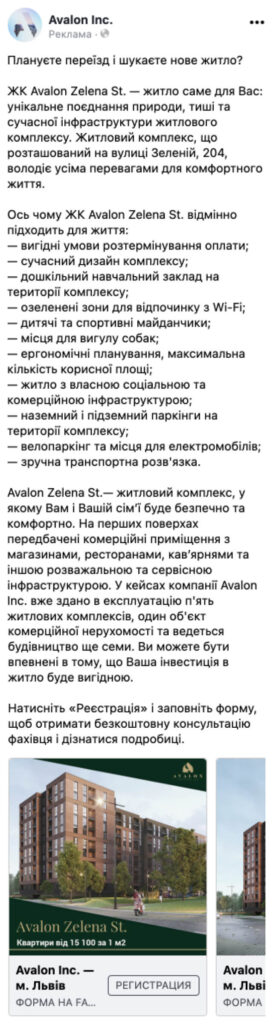 Avalon Inc.
Реклама ·
Плануєте переїзд і шукаєте нове житло?
ЖК Avalon Zelena St. — житло саме для Вас:
унікальне поєднання природи, тиші та
сучасної інфраструктури житлового
комплексу. Житловий комплекс, що
розташований на вулиці Зеленій, 204,
володіє усіма перевагами для комфортного
життя.
Ось чому ЖК Avalon Zelena St. відмінно
підходить для життя:
— вигідні умови розтермінування оплати;
— сучасний дизайн комплексу;
— дошкільний навчальний заклад на
території комплексу;
— озеленені зони для відпочинку з Wi-Fi;
— дитячі та спортивні майданчики;
— місця для вигулу собак;
— ергономічні планування, максимальна
кількість корисної площі;
— житло з власною соціальною та
комерційною інфраструктурою;
— наземний і підземний паркінги на
території комплексу;
— велопаркінг та місця для електромобілів;
— зручна транспортна розв'язка.
Avalon Zelena St.— житловий комплекс, у
якому Вам і Вашій сім'ї буде безпечно та
комфортно. На перших поверхах
передбачені комерційні приміщення з
магазинами, ресторанами, кав'ярнями та
іншою розважальною та сервісною
інфраструктурою. У кейсах компанії Avalon
Inc. вже здано в експлуатацію п'ять
житлових комплексів, один об'єкт
комерційної нерухомості та ведеться
будівництво ще семи. Ви можете бути
впевнені в тому, що Ваша інвестиція в
житло буде вигідною.
Натисніть «Реєстрація» і заповніть форму,
щоб отримати безкоштовну консультацію
фахівця і дізнатися подробиці.
AVALON
Avalon Zelena St.
Квартири від 15 100 за 1 м2
Avalon Inc. —
м. Львів
ФОРМА НА FA...
РЕГИСТРАЦИЯ
Avalon
м. Льві
ФОРМА